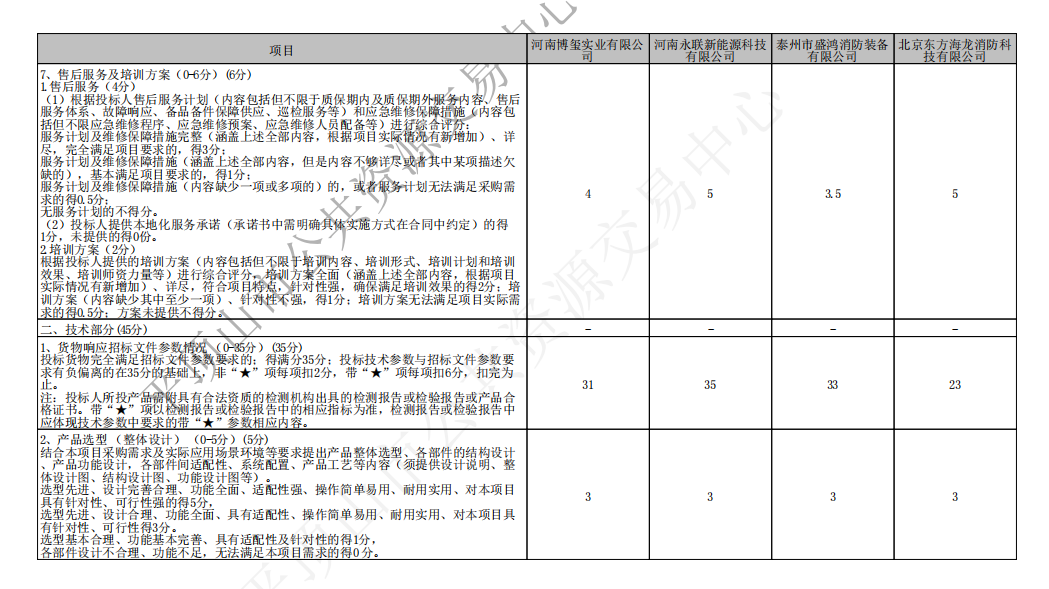 项目
河南博玺实业有限公
司
河南永联新能源科技
有限公司
泰州市盛鸿消防装备
有限公司
北京东方海龙消防科
技有限公司
7、售后服务及培训方案（0-6分）(6分)
1.售后服务（4分）
（1）根据投标人售后服务计划（内容包括但不限于质保期内及质保期外服务内容、售后
服务体系、故障响应、备品备件保障供应、巡检服务等）和应急维修保障措施（内容包
括但不限应急维修程序、应急维修预案、应急维修人员配备等）进行综合评分：
服务计划及维修保障措施完整（涵盖上述全部内容，根据项目实际情况有新增加）、详
尽，完全满足项目要求的，得3分；
服务计划及维修保障措施（涵盖上述全部内容，但是内容不够详尽或者其中某项描述欠
缺的），基本满足项目要求的，得1分；
服务计划及维修保障措施（内容缺少一项或多项的）的，或者服务计划无法满足采购需
求的得0.5分；
无服务计划的不得分。
（2）投标人提供本地化服务承诺（承诺书中需明确具体实施方式在合同中约定）的得
1分，未提供的得0份。
2.培训方案（2分）
根据投标人提供的培训方案（内容包括但不限于培训内容、培训形式、培训计划和培训
效果、培训师资力量等）进行综合评分，培训方案全面（涵盖上述全部内容，根据项目
实际情况有新增加）、详尽，符合项目特点，针对性强，确保满足培训效果的得2分；培
训方案（内容缺少其中至少一项）、针对性不强，得1分；培训方案无法满足项目实际需
求的得0.5分；方案未提供不得分。
4
5
3.5
5
二、技术部分(45分)
–
–
–
–
1、货物响应招标文件参数情况 （0-35分）(35分)
投标货物完全满足招标文件参数要求的；得满分35分；投标技术参数与招标文件参数要
求有负偏离的在35分的基础上，非“★”项每项扣2分，带“★”项每项扣6分，扣完为
止。
注：投标人所投产品需附具有合法资质的检测机构出具的检测报告或检验报告或产品合
格证书。带“★”项以检测报告或检验报告中的相应指标为准，检测报告或检验报告中
应体现技术参数中要求的带“★”参数相应内容。
31
35
33
23
2、产品选型（整体设计） （0-5分）(5分)
结合本项目采购需求及实际应用场景环境等要求提出产品整体选型、各部件的结构设计
、产品功能设计，各部件间适配性、系统配置、产品工艺等内容（须提供设计说明、整
体设计图、结构设计图、功能设计图等）。
选型先进、设计完善合理、功能全面、适配性强、操作简单易用、耐用实用、对本项目
具有针对性、可行性强的得5分，
选型先进、设计合理、功能全面、具有适配性、操作简单易用、耐用实用、对本项目具
有针对性、可行性得3分。
选型基本合理、功能基本完善、具有适配性及针对性的得1分，
各部件设计不合理、功能不足，无法满足本项目需求的得0分。
3
3
3
3
平顶山市公共资源交易中心
平顶山市公共资源交易中心